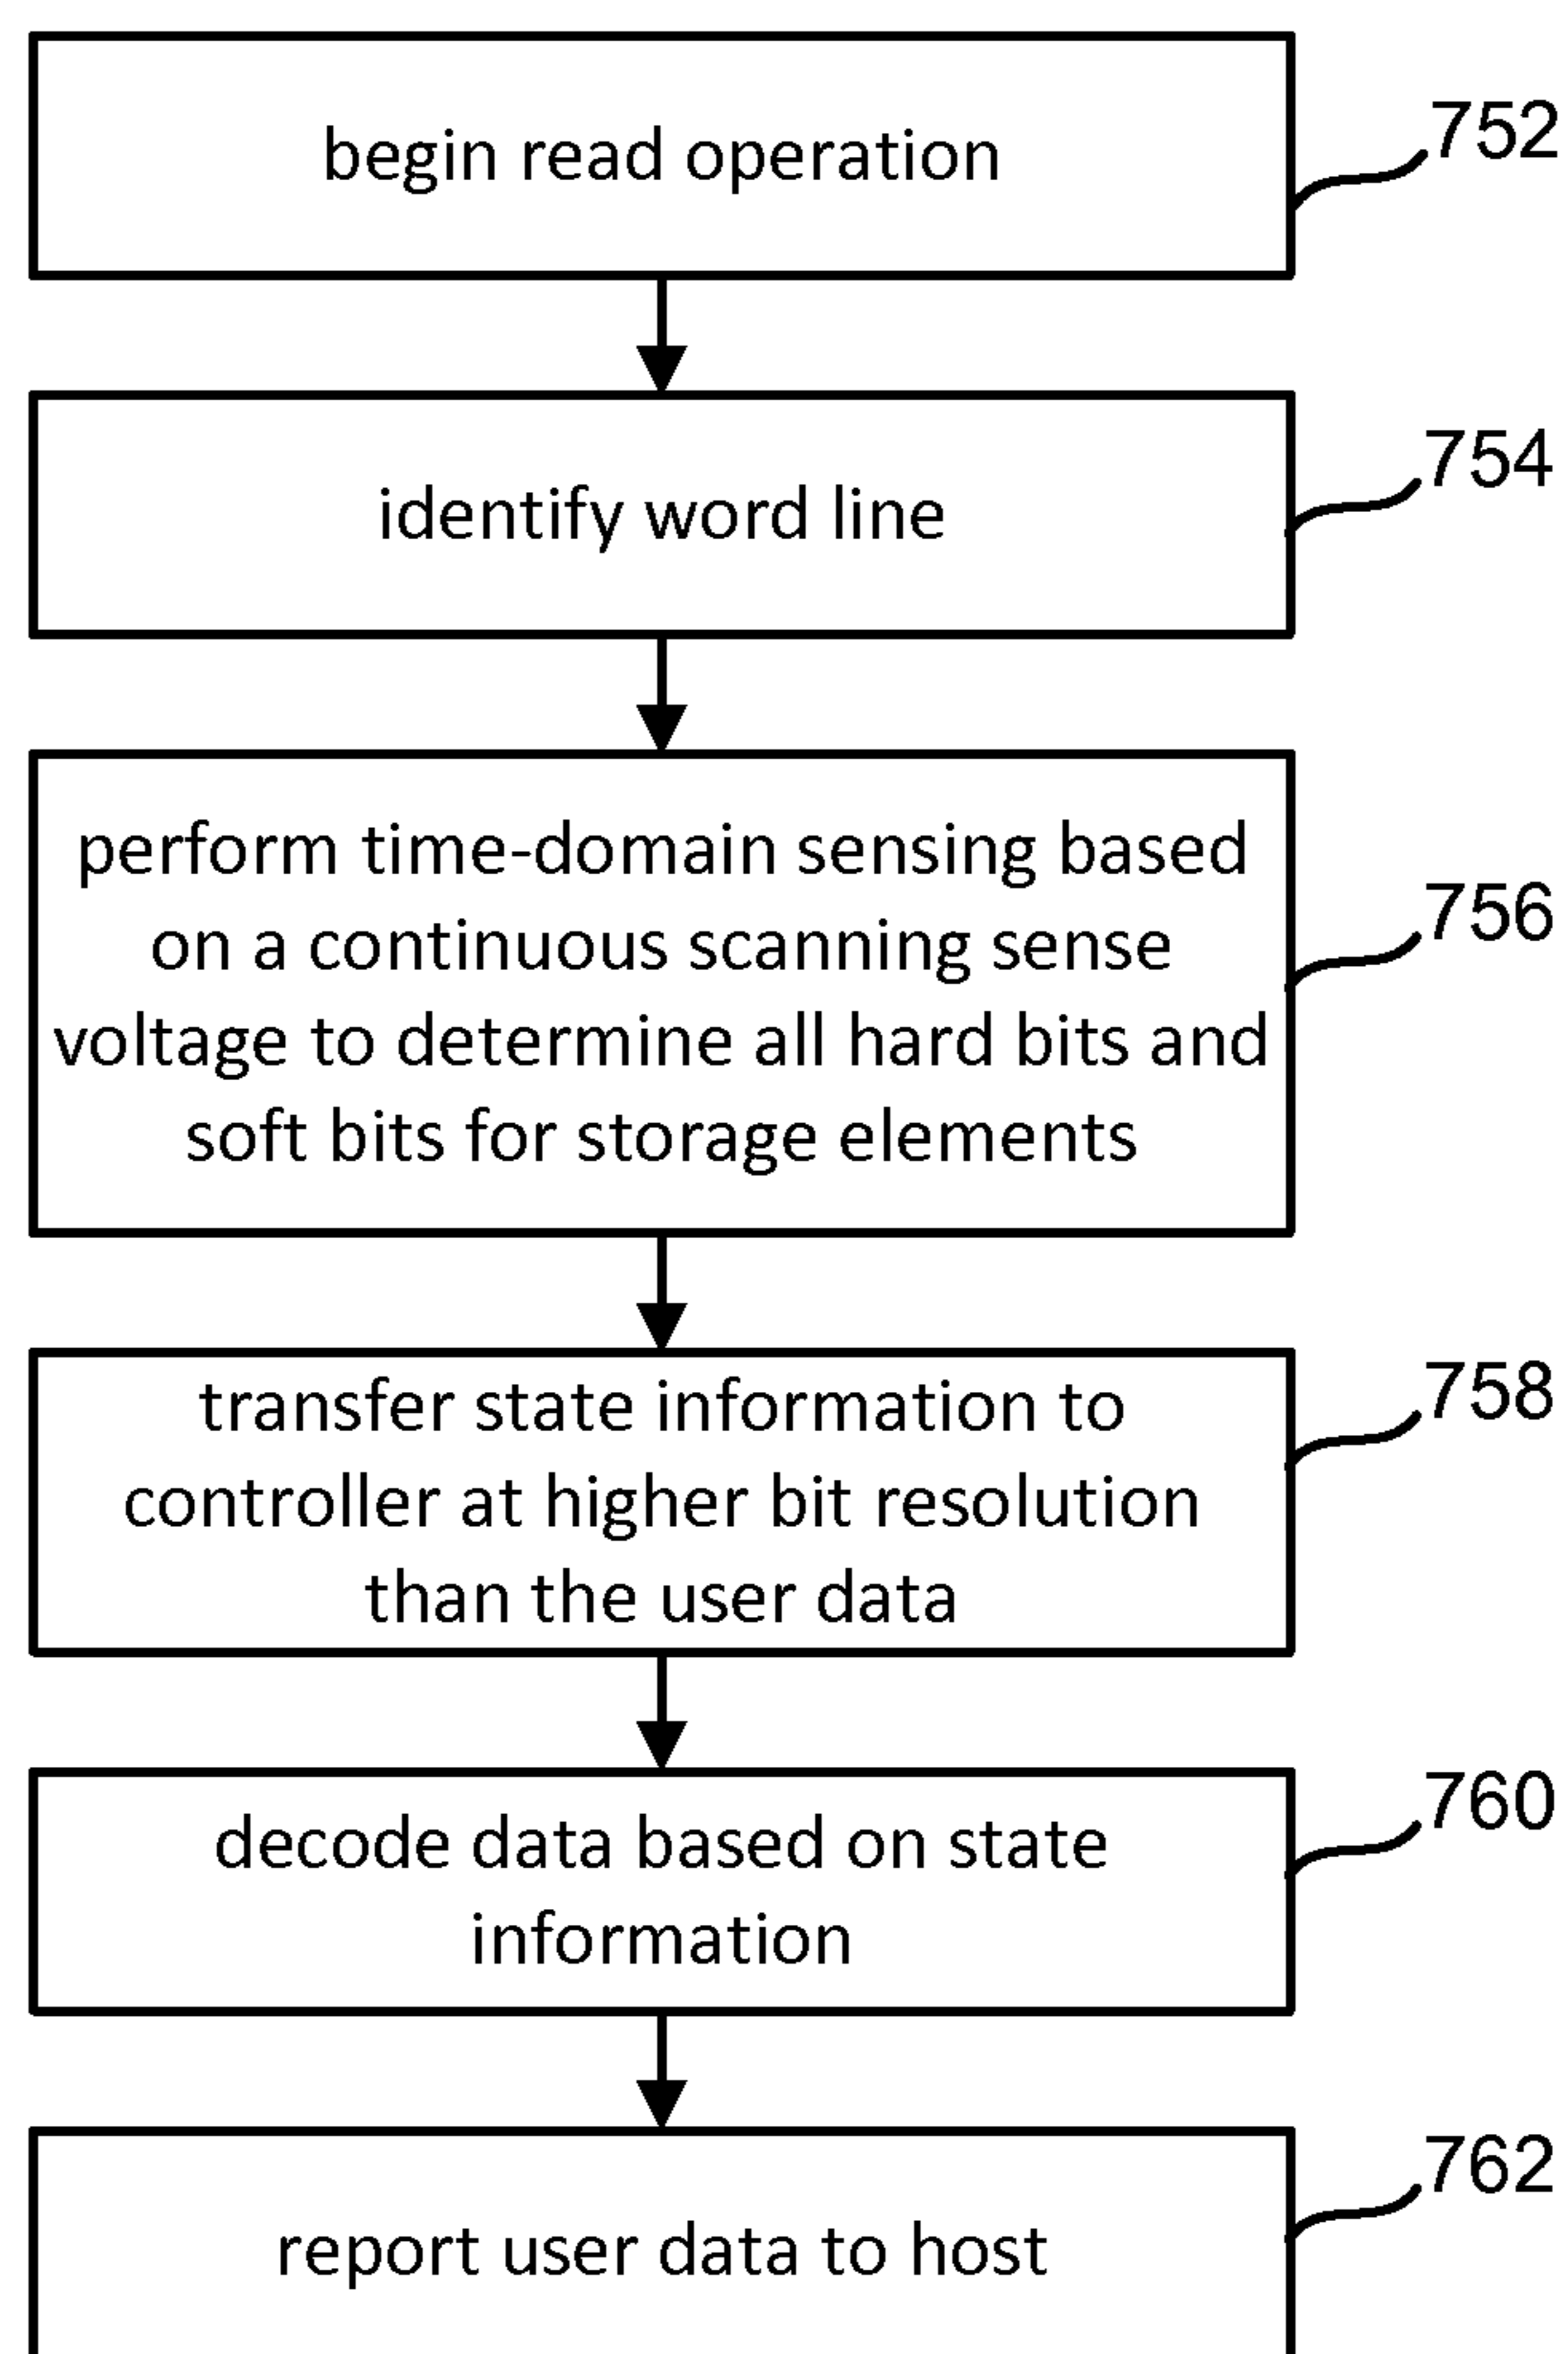 begin read operation
752
identify word line
754
perform time-domain sensing based
on a continuous scanning sense
voltage to determine all hard bits and
soft bits for storage elements
756
transfer state information to
controller at higher bit resolution
than the user data
758
decode data based on state
information
760
report user data to host
762